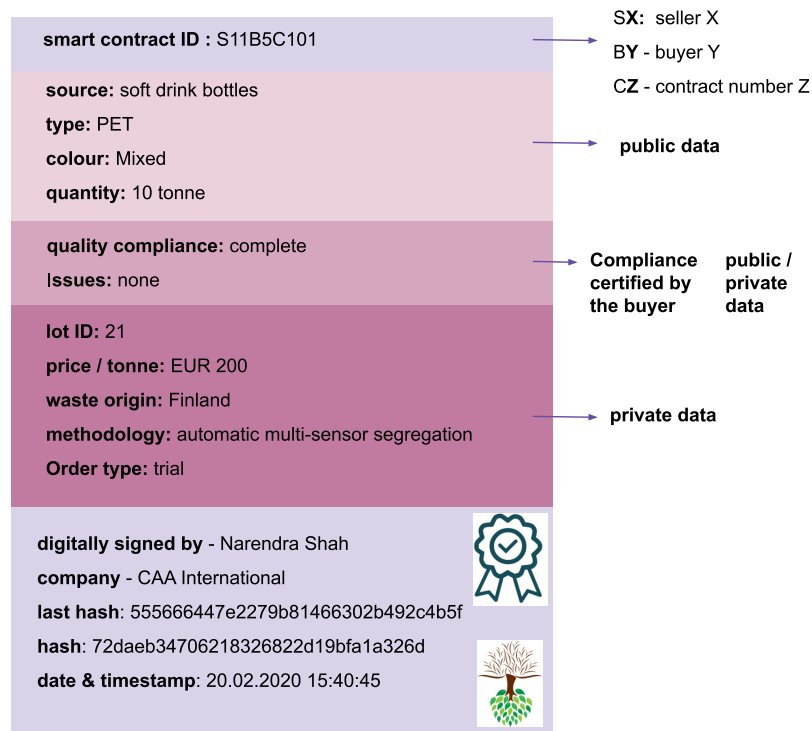 smart contract ID : S11B5C101
SX: seller X
BY - buyer Y
CZ - contract number Z
source: soft drink bottles
type: PET
colour: Mixed
quantity: 10 tonne
public data
quality compliance: complete
Issues: none
Compliance certified by the buyer
public / private data
lot ID: 21
price / tonne: EUR 200
waste origin: Finland
methodology: automatic multi-sensor segregation
Order type: trial
private data
digitally signed by - Narendra Shah
company - CAA International
last hash: 555666447e2279b81466302b492c4b5f
hash: 72daeb34706218326822d19bfa1a326d
date & timestamp: 20.02.2020 15:40:45